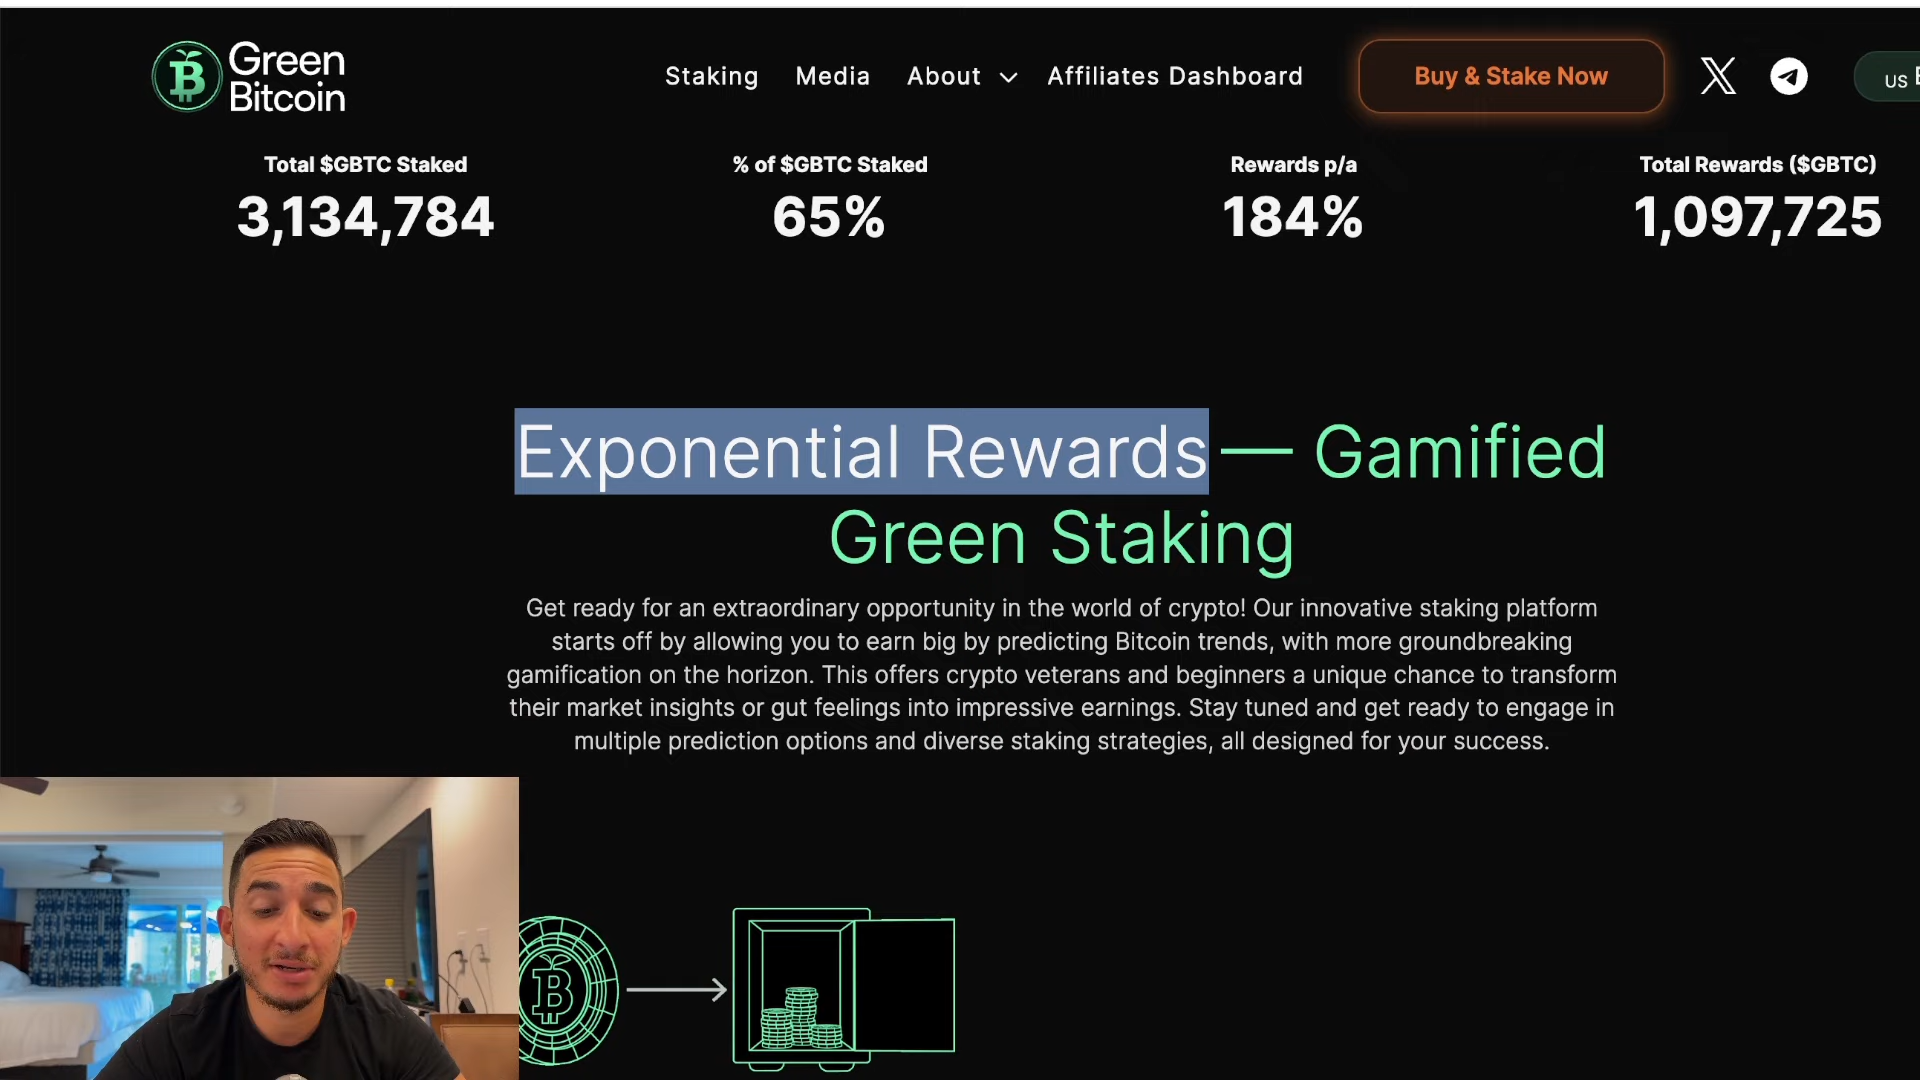 Green
Bitcoin
Staking
Media
About
Affiliates Dashboard
Buy & Stake Now
US
Total $GBTC Staked
3,134,784
% of $GBTC Staked
65%
Rewards p/a
184%
Total Rewards ($GBTC)
1,097,725
Exponential Rewards — Gamified
Green Staking
Get ready for an extraordinary opportunity in the world of crypto! Our innovative staking platform
starts off by allowing you to earn big by predicting Bitcoin trends, with more groundbreaking
gamification on the horizon. This offers crypto veterans and beginners a unique chance to transform
their market insights or gut feelings into impressive earnings. Stay tuned and get ready to engage in
multiple prediction options and diverse staking strategies, all designed for your success.